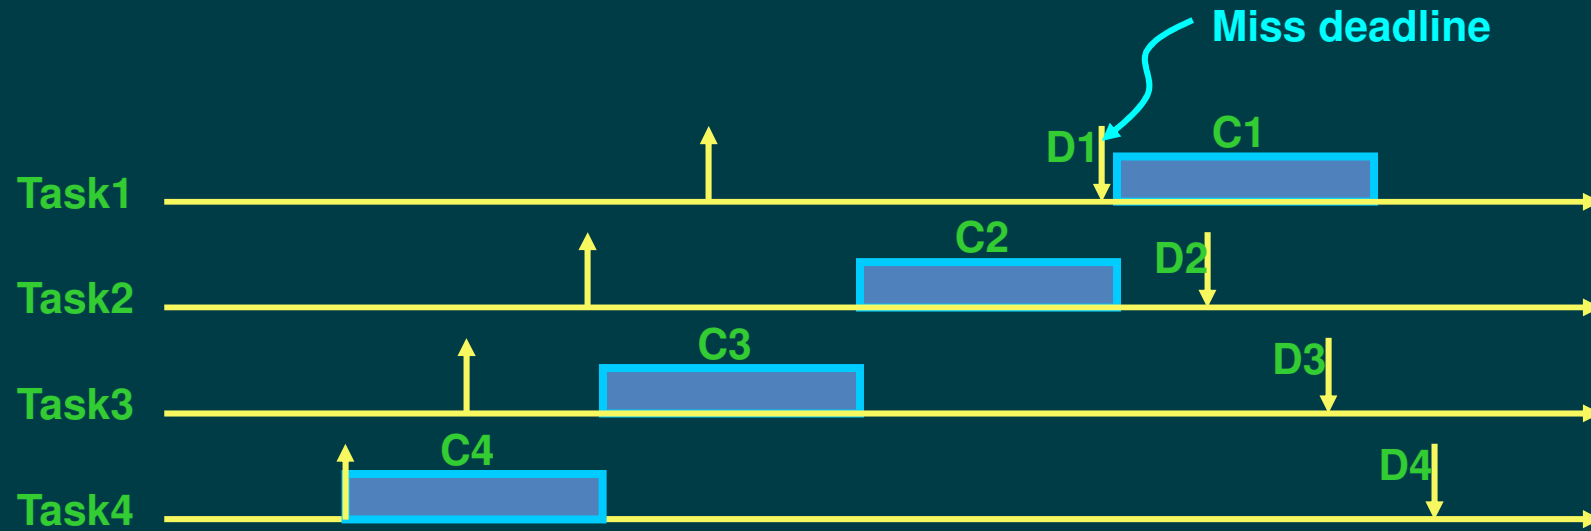 Miss deadline
D1
C1
Task1
C2
D2
Task2
C3
D3
Task3
C4
D4
Task4